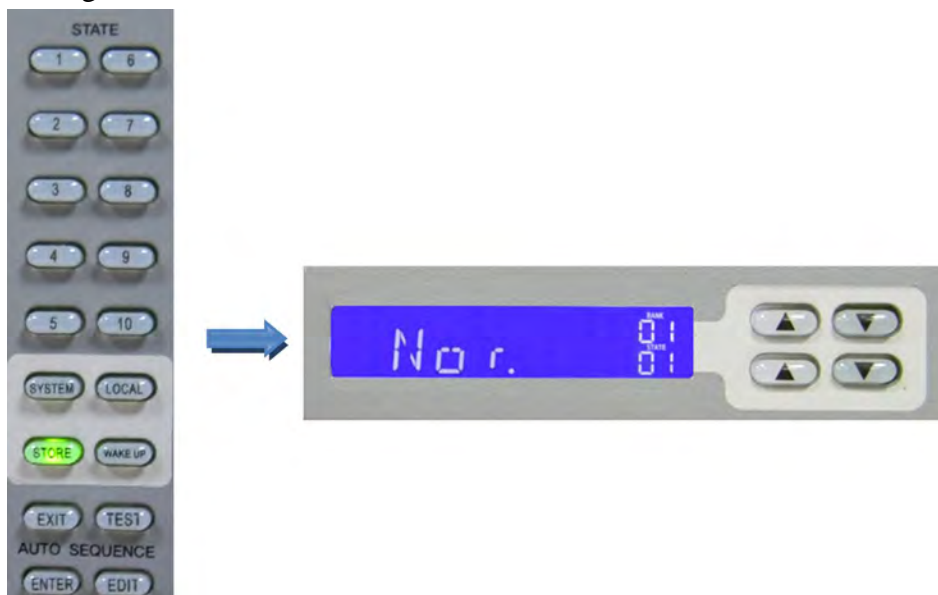 STATE
1 6
2 7
3 8
4 9
5 10
SYSTEM LOCAL
STORE WAKE UP
EXIT TEST
AUTO SEQUENCE
ENTER EDIT
BANK
Nor. 01
STATE
01